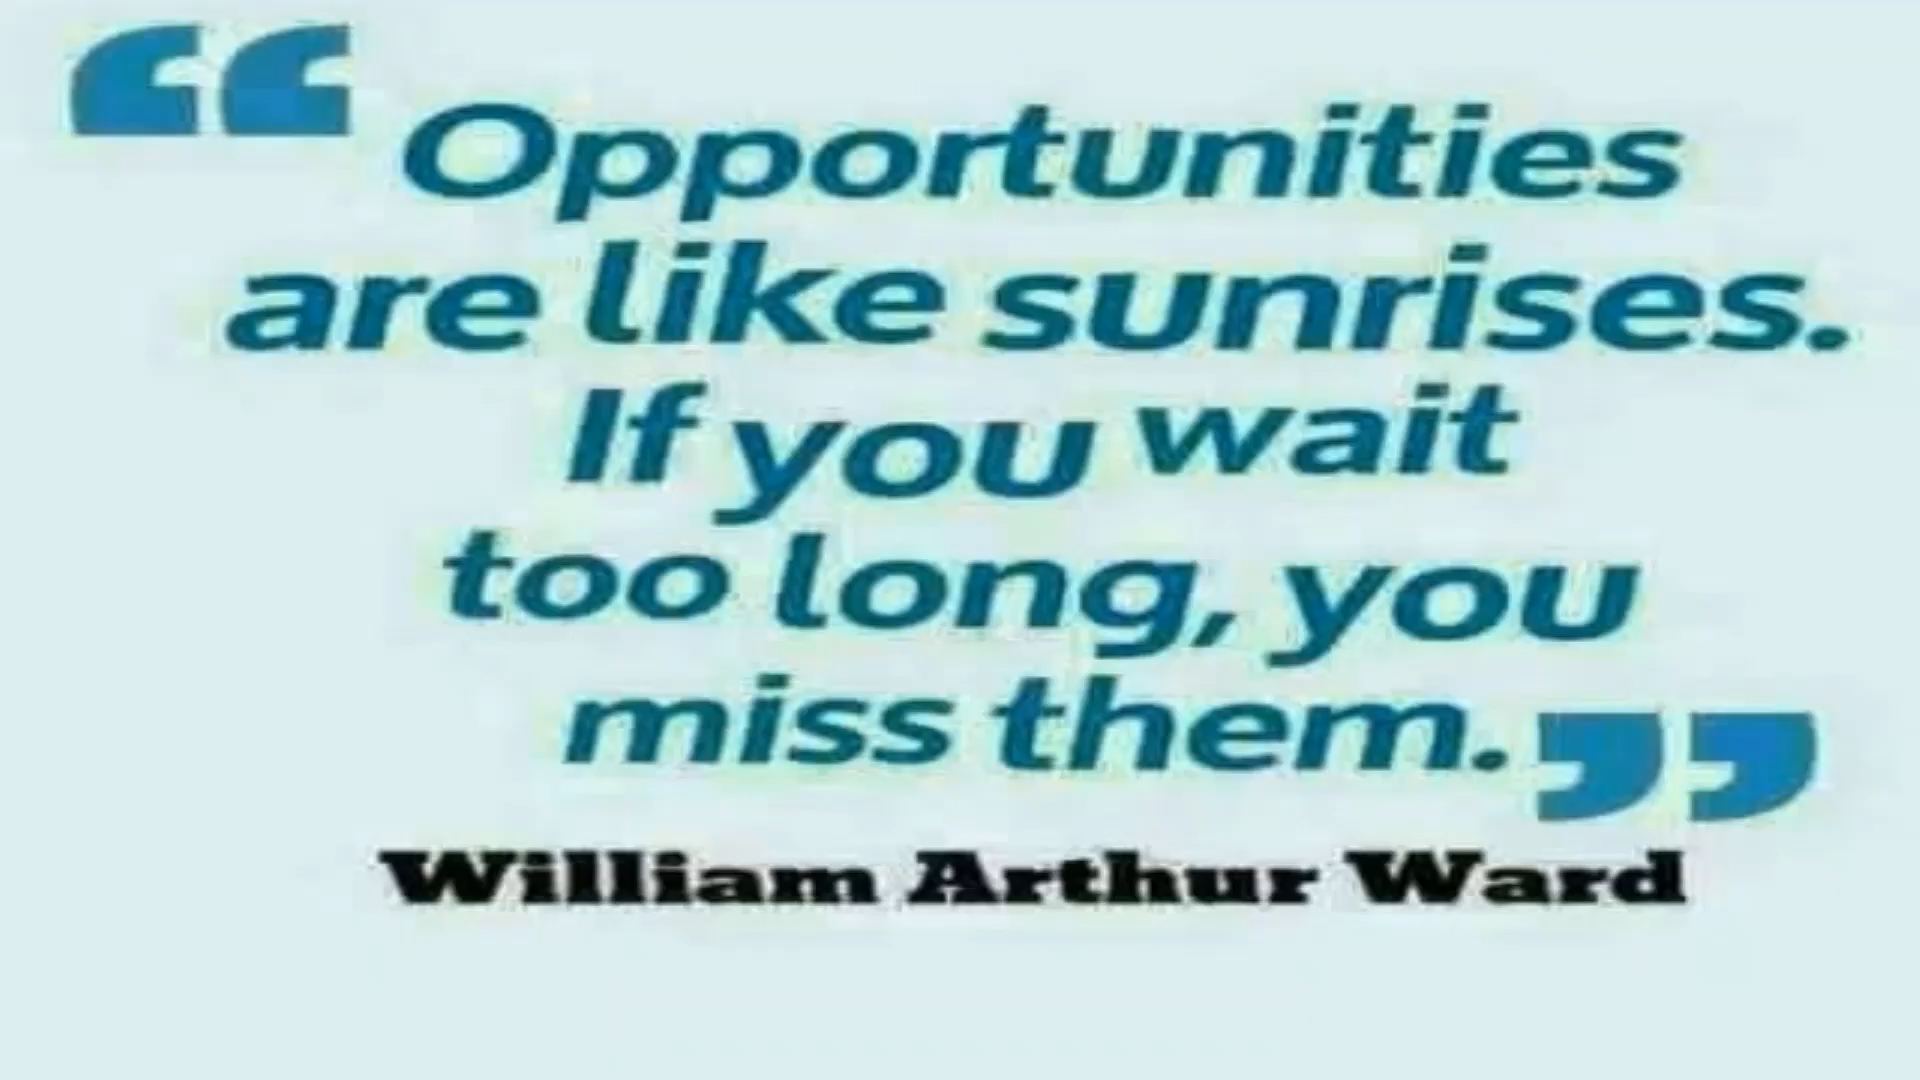 “Opportunities
are like sunrises.
If you wait
too long, you
miss them.”
William Arthur Ward